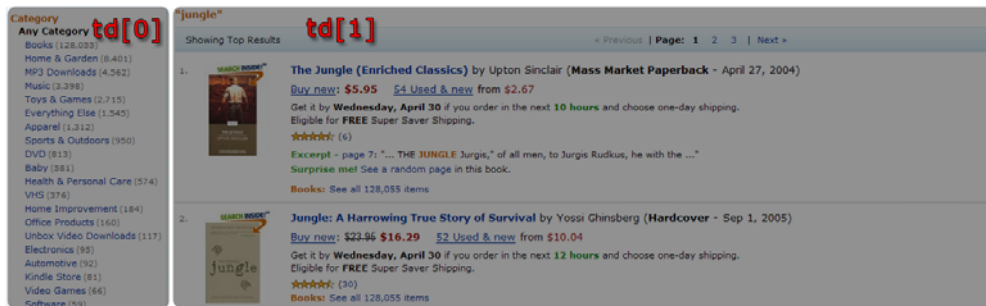 Category
Any Category
td[0]
Books (128,055)
Home & Garden (8,401)
MP3 Downloads (4,562)
Music (3,398)
Toys & Games (2,715)
Everything Else (1,545)
Apparel (1,312)
Sports & Outdoors (950)
DVD (813)
Baby (581)
Health & Personal Care (574)
VHS (376)
Home Improvement (184)
Office Products (160)
Unbox Video Downloads (117)
Electronics (95)
Automotive (92)
Kindle Store (81)
Video Games (66)
Software (59)
"jungle"
td[1]
Showing Top Results
« Previous | Page: 1 2 3 | Next »
1.
SEARCH INSIDE!™
The Jungle (Enriched Classics) by Upton Sinclair (Mass Market Paperback - April 27, 2004)
Buy new: $5.95 54 Used & new from $2.67
Get it by Wednesday, April 30 if you order in the next 10 hours and choose one-day shipping.
Eligible for FREE Super Saver Shipping.
(6)
Excerpt - page 7: "... THE JUNGLE Jurgis," of all men, to Jurgis Rudkus, he with the ..."
Surprise me! See a random page in this book.
Books: See all 128,055 items
2.
SEARCH INSIDE!™
jungle
Jungle: A Harrowing True Story of Survival by Yossi Ghinsberg (Hardcover - Sep 1, 2005)
Buy new: $23.95 $16.29 52 Used & new from $10.04
Get it by Wednesday, April 30 if you order in the next 12 hours and choose one-day shipping.
Eligible for FREE Super Saver Shipping.
(30)
Books: See all 128,055 items